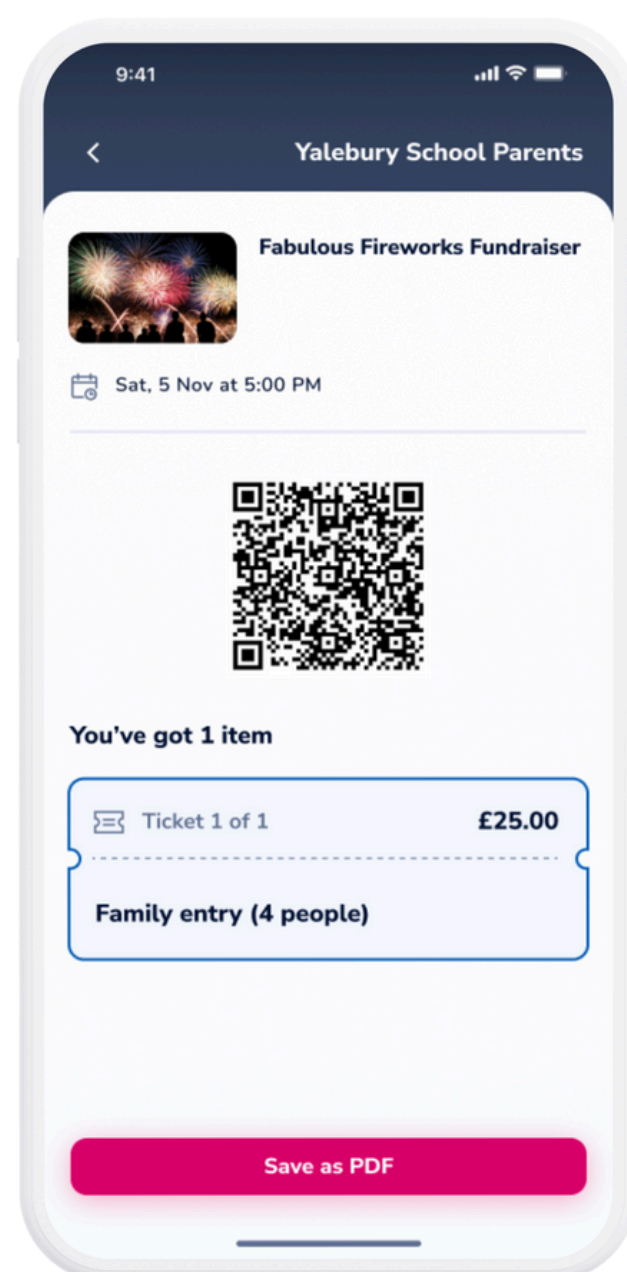 9:41
Yalebury School Parents
Fabulous Fireworks Fundraiser
Sat, 5 Nov at 5:00 PM
You’ve got 1 item
Ticket 1 of 1 £25.00
Family entry (4 people)
Save as PDF